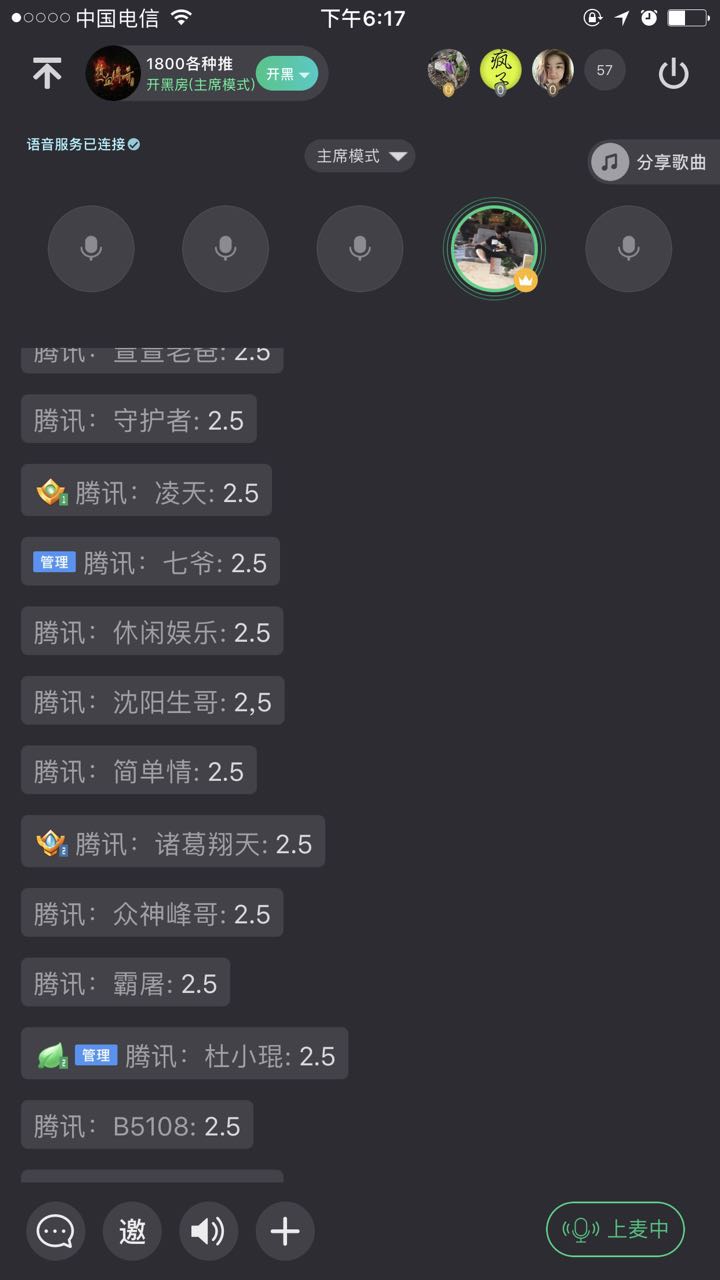 中国电信
下午6:17
1800各种推
开黑房(主席模式)
开黑
疯子
0
0
0
57
语音服务已连接
主席模式
分享歌曲
腾讯： 萱萱老爸: 2.5
腾讯： 守护者: 2.5
1 腾讯： 凌天: 2.5
管理 腾讯： 七爷: 2.5
腾讯： 休闲娱乐: 2.5
腾讯： 沈阳生哥: 2,5
腾讯： 简单情: 2.5
2 腾讯： 诸葛翔天: 2.5
腾讯： 众神峰哥: 2.5
腾讯： 霸屠: 2.5
2 管理 腾讯： 杜小琨: 2.5
腾讯： B5108: 2.5
邀
上麦中